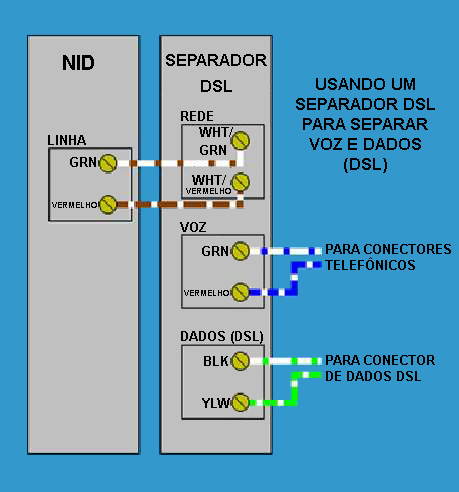 NID
LINHA
GRN
VERMELHO
SEPARADOR
DSL
REDE
WHT/
GRN
WHT/
VERMELHO
VOZ
GRN
VERMELHO
DADOS (DSL)
BLK
YLW
USANDO UM
SEPARADOR DSL
PARA SEPARAR
VOZ E DADOS
(DSL)
PARA CONECTORES
TELEFÔNICOS
PARA CONECTOR
DE DADOS DSL